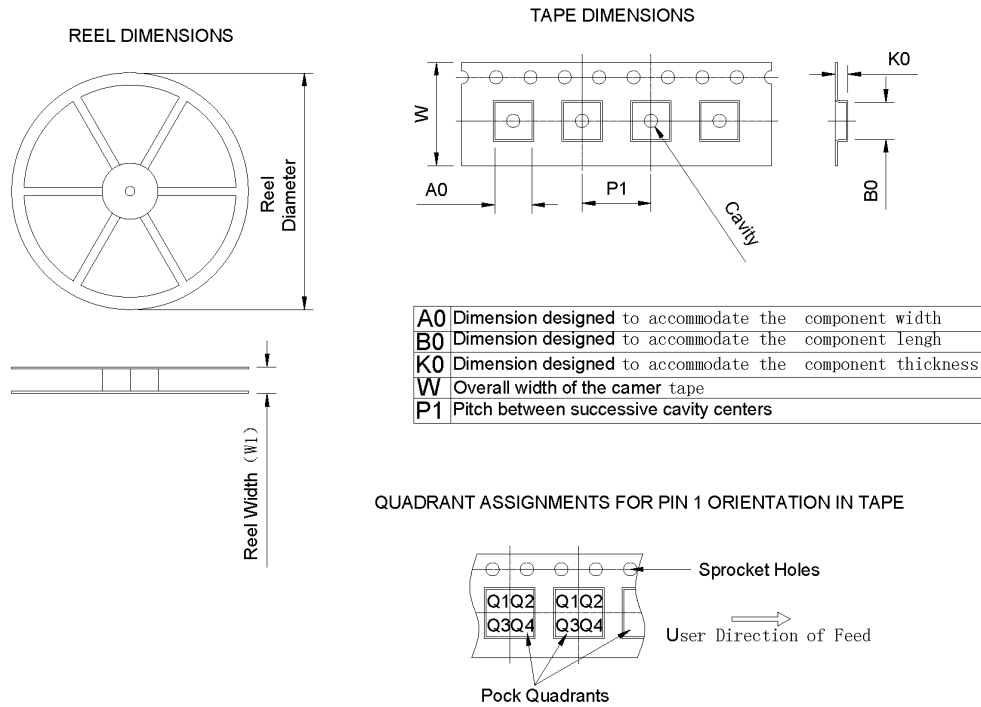 TAPE DIMENSIONS
REEL DIMENSIONS
K0
W
Reel
Diameter
A0
P1
B0
Cavity
A0 Dimension designed to accommodate the component width
B0 Dimension designed to accommodate the component lengh
K0 Dimension designed to accommodate the component thickness
W Overall width of the camer tape
P1 Pitch between successive cavity centers
Reel Width (W1)
QUADRANT ASSIGNMENTS FOR PIN 1 ORIENTATION IN TAPE
Sprocket Holes
Q1Q2 Q1Q2
Q3Q4 Q3Q4
User Direction of Feed
Pock Quadrants